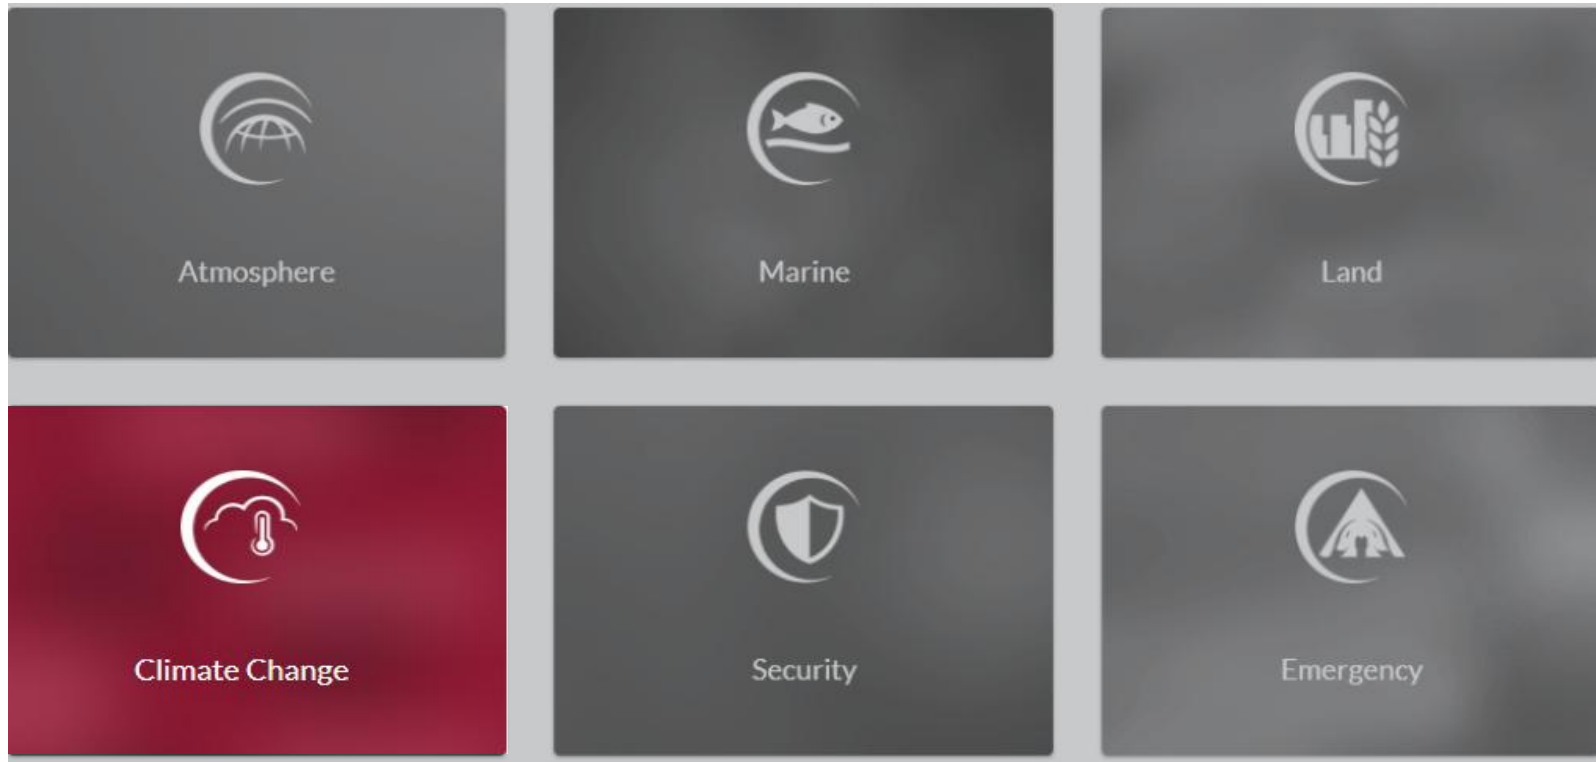 Atmosphere
Marine
Land
Climate Change
Security
Emergency